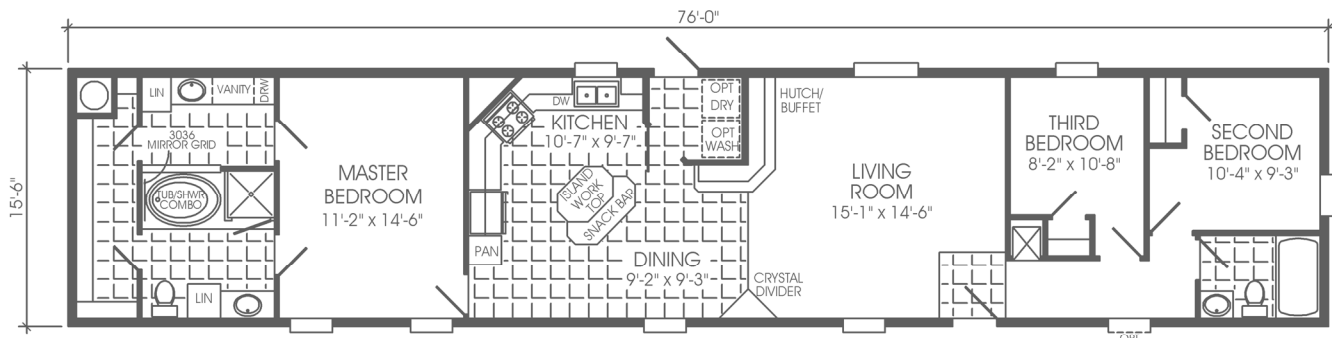 76'-0"
15'-6"
LIN
VANITY
DRW
3036
MIRROR GRID
TUB/SHWR
COMBO
LIN
MASTER
BEDROOM
11'-2" x 14'-6"
DW
KITCHEN
10'-7" x 9'-7"
ISLAND
WORK
TOP
SNACK BAR
PAN
DINING
9'-2" x 9'-3"
OPT
DRY
OPT
WASH
HUTCH/
BUFFET
CRYSTAL
DIVIDER
LIVING
ROOM
15'-1" x 14'-6"
THIRD
BEDROOM
8'-2" x 10'-8"
SECOND
BEDROOM
10'-4" x 9'-3"